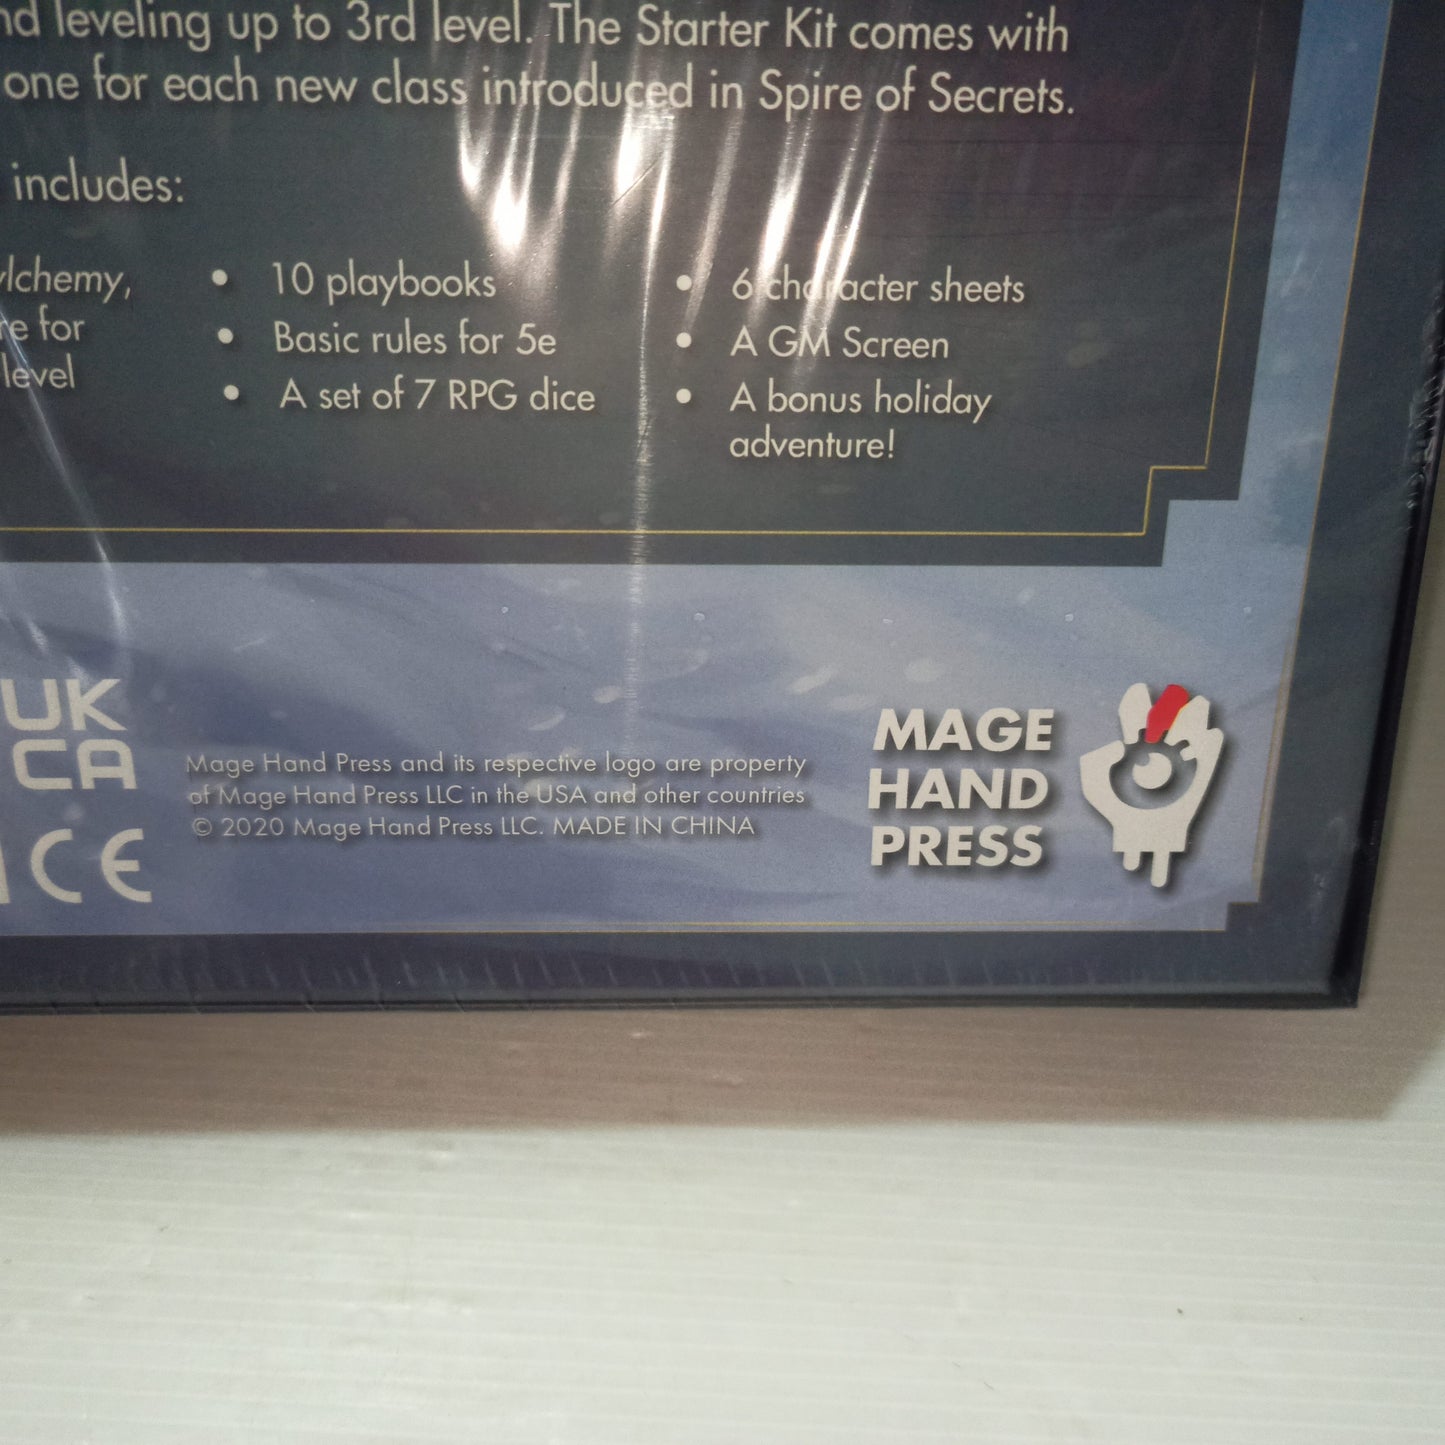 leveling up to 3rd level. The Starter Kit comes with
one for each new class introduced in Spire of Secrets.
includes:
for
level
• 10 playbooks
• Basic rules for 5e
• A set of 7 RPG dice
• 6 character sheets
• A GM Screen
• A bonus holiday
adventure!
UK
CA
CE
Mage Hand Press and its respective logo are property
of Mage Hand Press LLC in the USA and other countries
© 2020 Mage Hand Press LLC. MADE IN CHINA
MAGE
HAND
PRESS